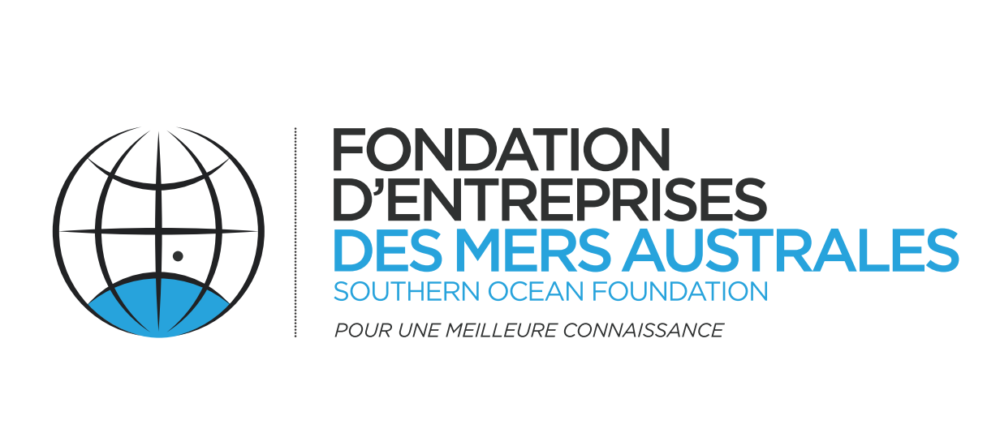 FONDATION
D’ENTREPRISES
DES MERS AUSTRALES
SOUTHERN OCEAN FOUNDATION
POUR UNE MEILLEURE CONNAISSANCE